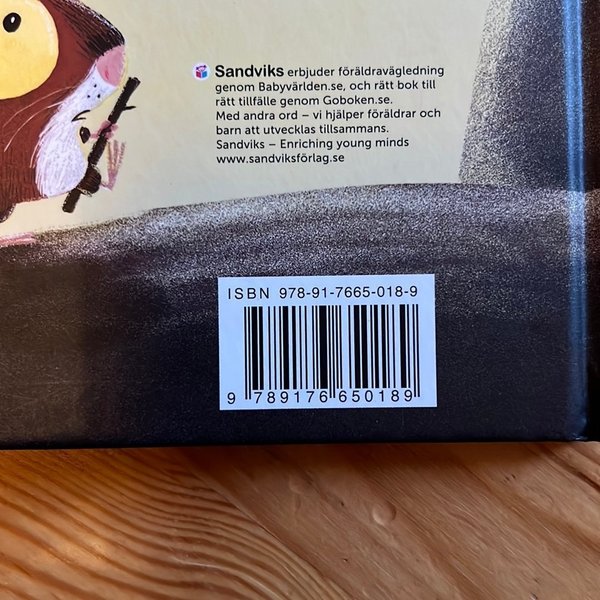 Sandviks erbjuder föräldravägledning
genom Babyvärlden.se, och rätt bok till
rätt tillfälle genom Goboken.se.
Med andra ord – vi hjälper föräldrar och
barn att utvecklas tillsammans.
Sandviks – Enriching young minds
www.sandviksförlag.se
ISBN 978-91-7665-018-9
9 789176 650189